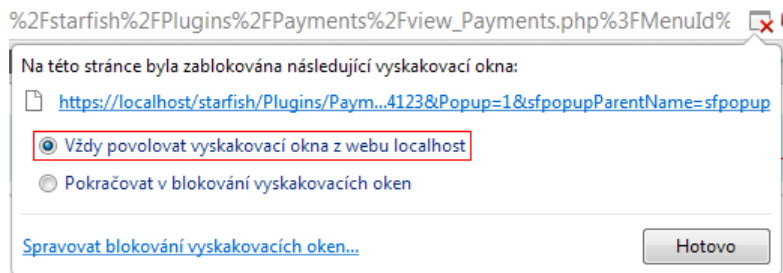 %2Fstarfish%2FPlugins%2FPayments%2Fview_Payments.php%3FMenuId%
Na této stránce byla zablokována následující vyskakovací okna:
https://localhost/starfish/Plugins/Paym...4123&Popup=1&sfpopupParentName=sfpopup
Vždy povolovat vyskakovací okna z webu localhost
Pokračovat v blokování vyskakovacích oken
Spravovat blokování vyskakovacích oken...
Hotovo